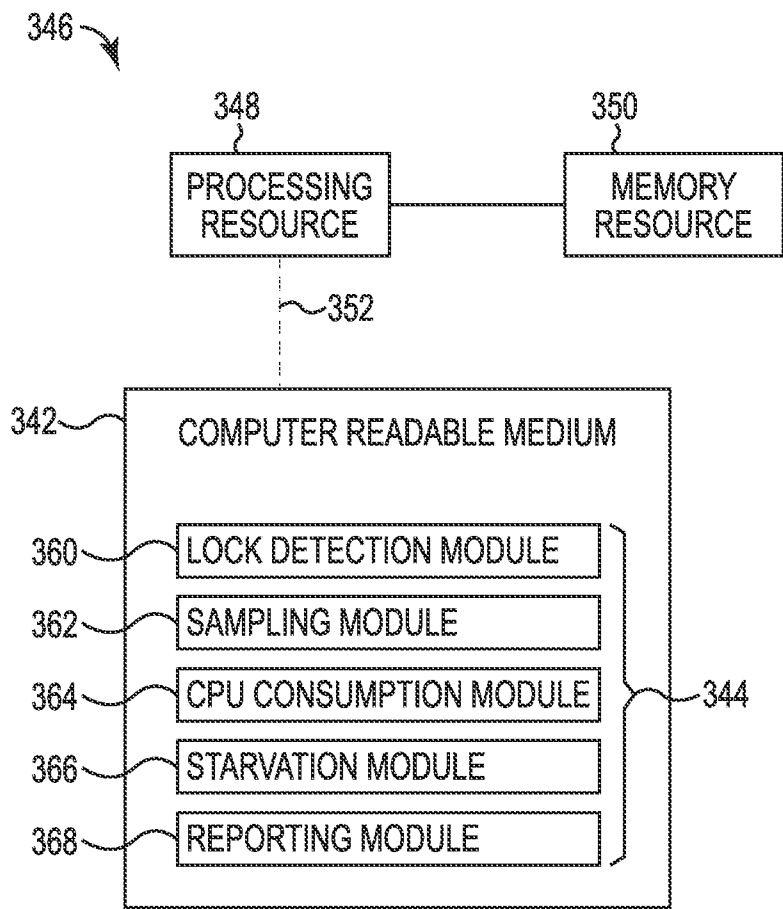 346
348
350
PROCESSING
RESOURCE
MEMORY
RESOURCE
352
342
COMPUTER READABLE MEDIUM
360
LOCK DETECTION MODULE
362
SAMPLING MODULE
364
CPU CONSUMPTION MODULE
344
366
STARVATION MODULE
368
REPORTING MODULE